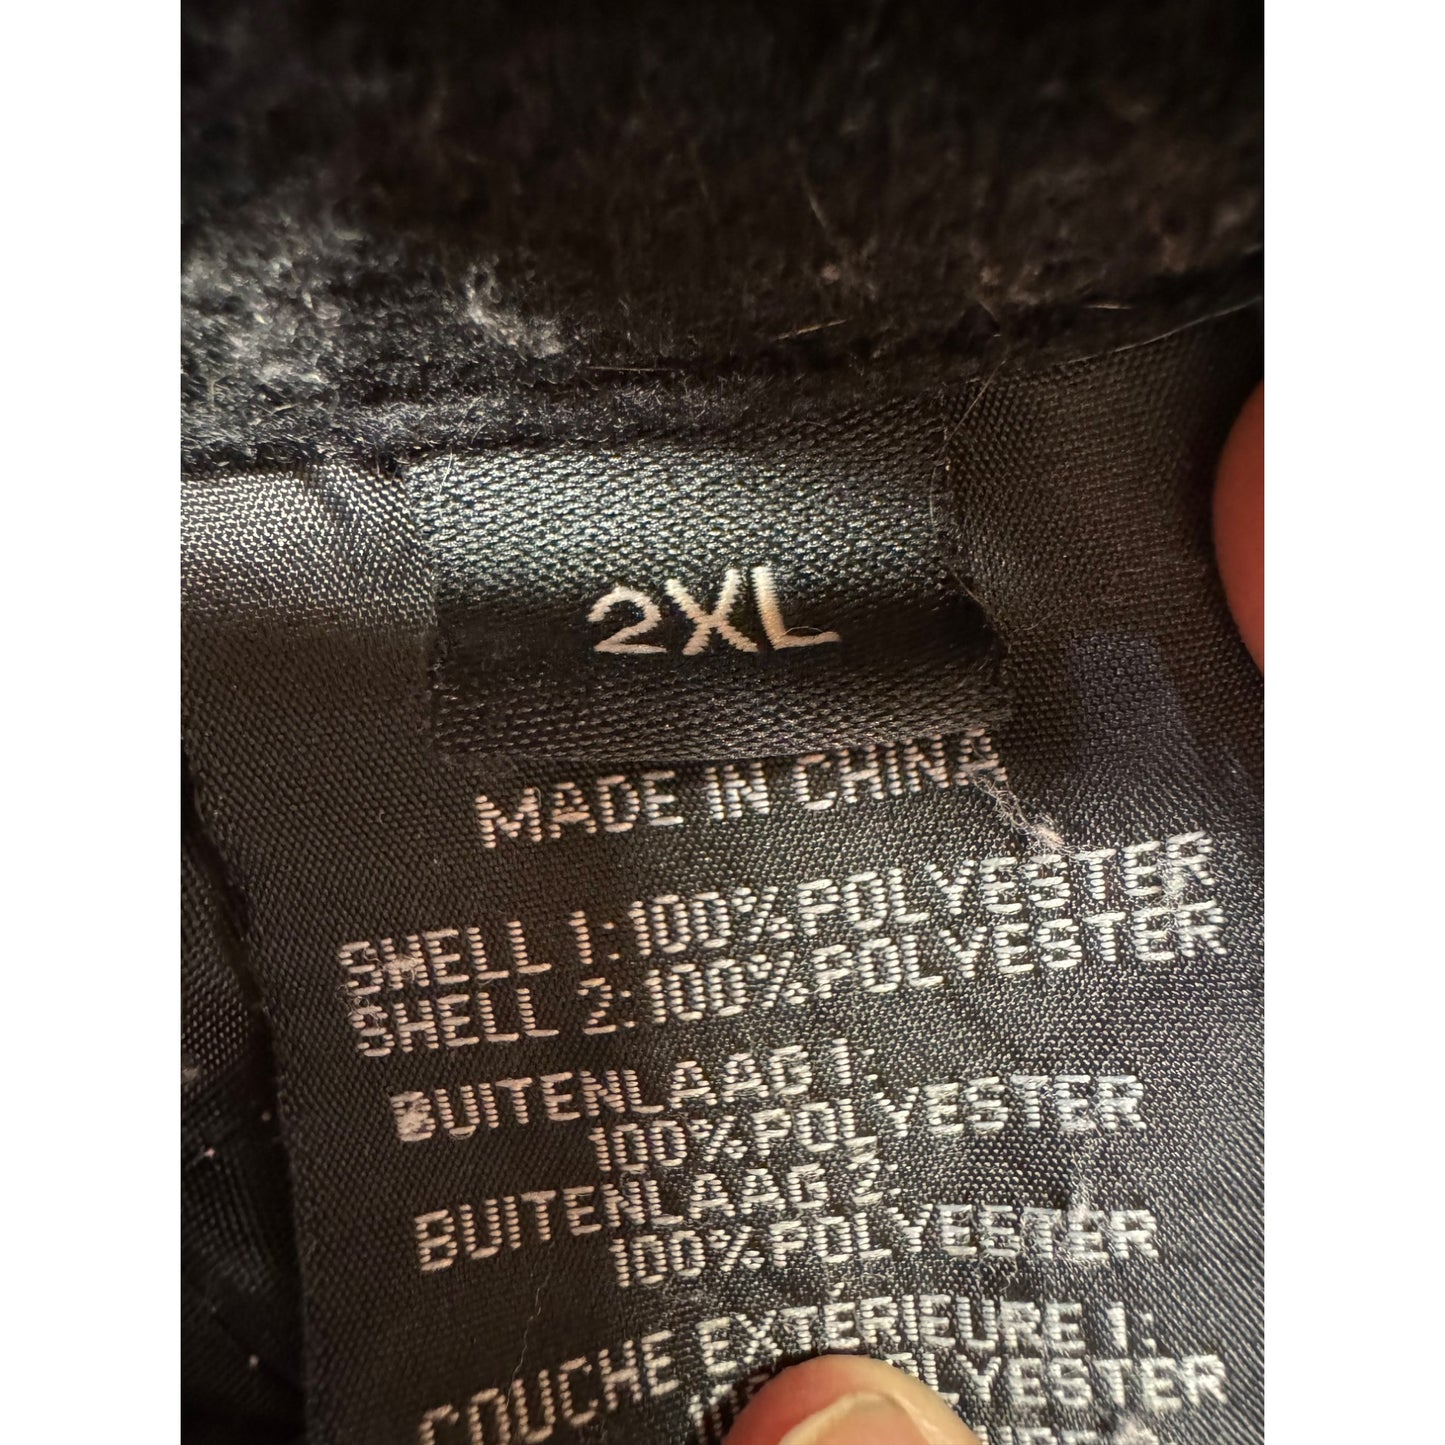 2XL
MADE IN CHINA
SHELL 1:100%POLYESTER
SHELL 2:100%POLYESTER
BUITENLAAG 1:
100%POLYESTER
BUITENLAAG 2:
100%POLYESTER
COUCHE EXTÉRIEURE 1: